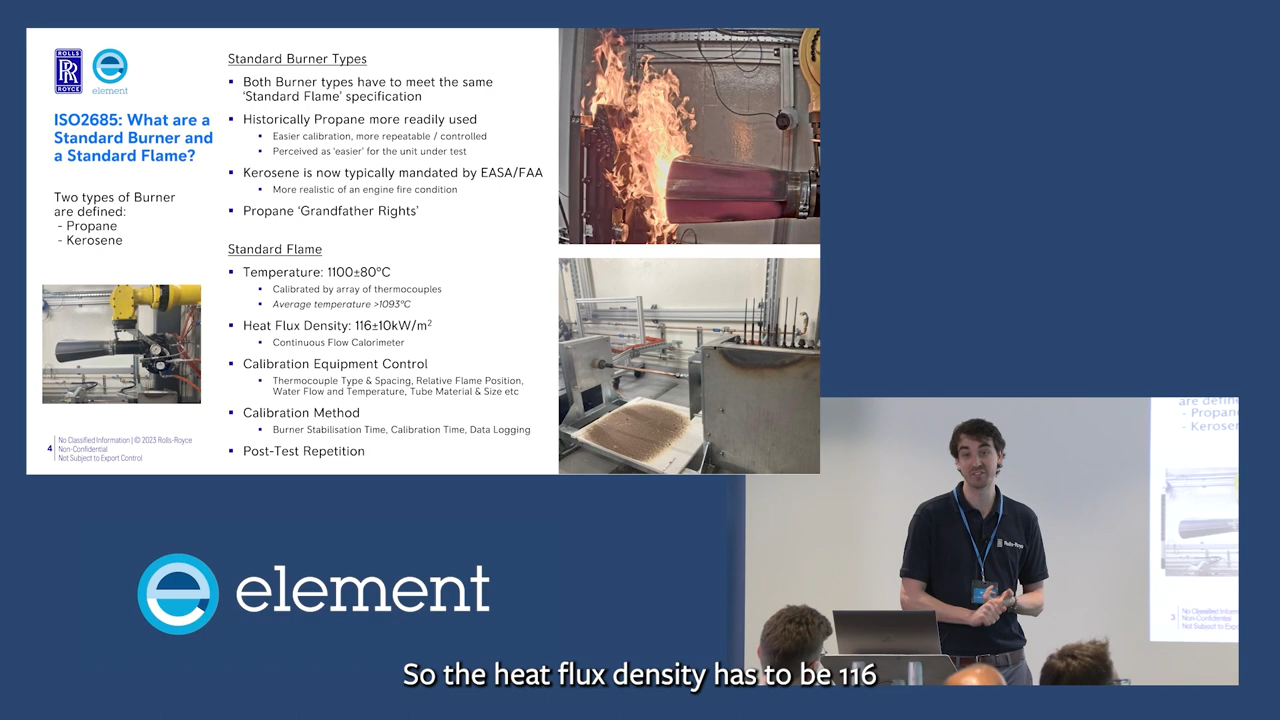 ROLLS
RR
ROYCE
element
ISO2685: What are a
Standard Burner and
a Standard Flame?
Two types of Burner
are defined:
- Propane
- Kerosene
4
No Classified Information | © 2023 Rolls-Royce
Non-Confidential
Not Subject to Export Control
Standard Burner Types
▪ Both Burner types have to meet the same
‘Standard Flame’ specification
▪ Historically Propane more readily used
▪ Easier calibration, more repeatable / controlled
▪ Perceived as ‘easier’ for the unit under test
▪ Kerosene is now typically mandated by EASA/FAA
▪ More realistic of an engine fire condition
▪ Propane ‘Grandfather Rights’
Standard Flame
▪ Temperature: 1100±80°C
▪ Calibrated by array of thermocouples
▪ Average temperature >1093°C
▪ Heat Flux Density: 116±10kW/m²
▪ Continuous Flow Calorimeter
▪ Calibration Equipment Control
▪ Thermocouple Type & Spacing, Relative Flame Position,
Water Flow and Temperature, Tube Material & Size etc
▪ Calibration Method
▪ Burner Stabilisation Time, Calibration Time, Data Logging
▪ Post-Test Repetition
are defin
- Propan
- Kerosen
Rolls-Royce
3
No Classified Inform
Non-Confidential
Not Subject to Exp
element
So the heat flux density has to be 116